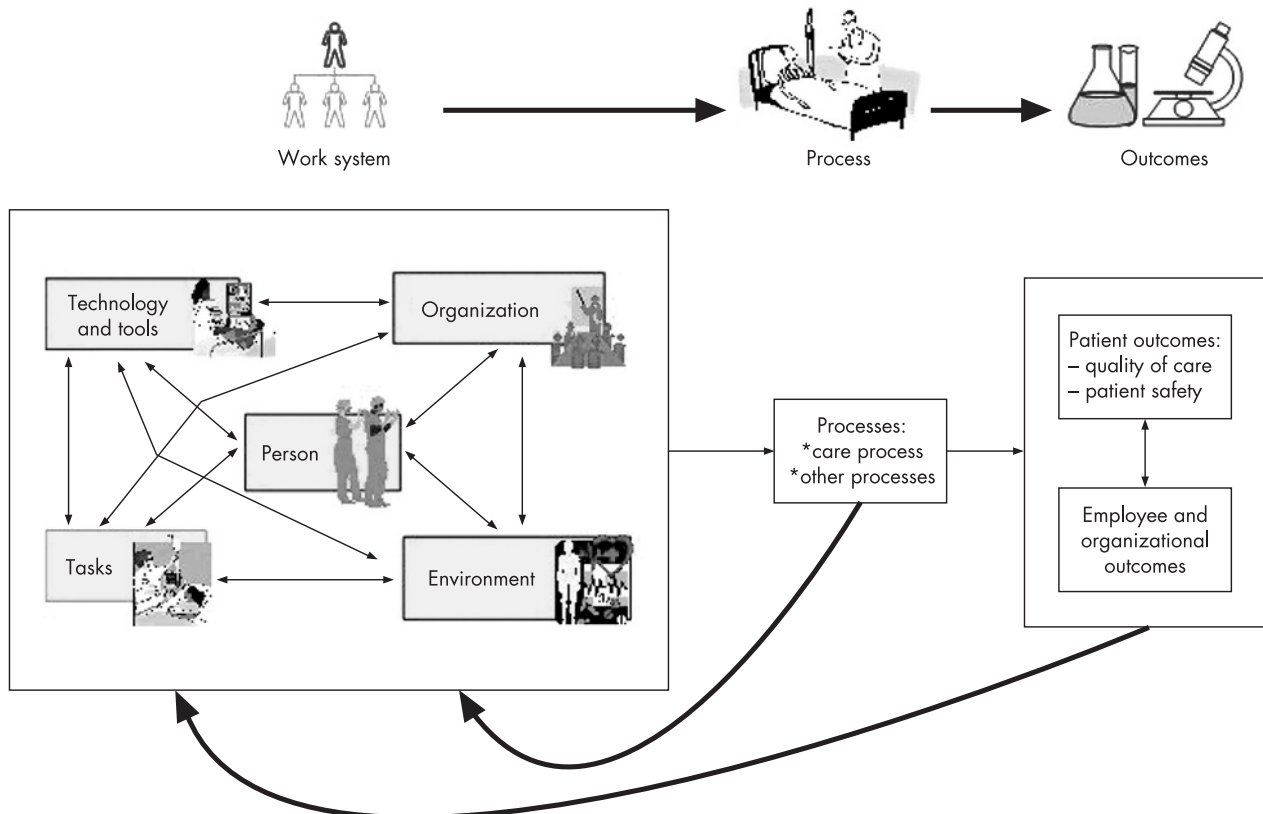 Work system
Process
Outcomes
Technology
and tools
Organization
Person
Tasks
Environment
Processes:
*care process
*other processes
Patient outcomes:
– quality of care
– patient safety
Employee and
organizational
outcomes